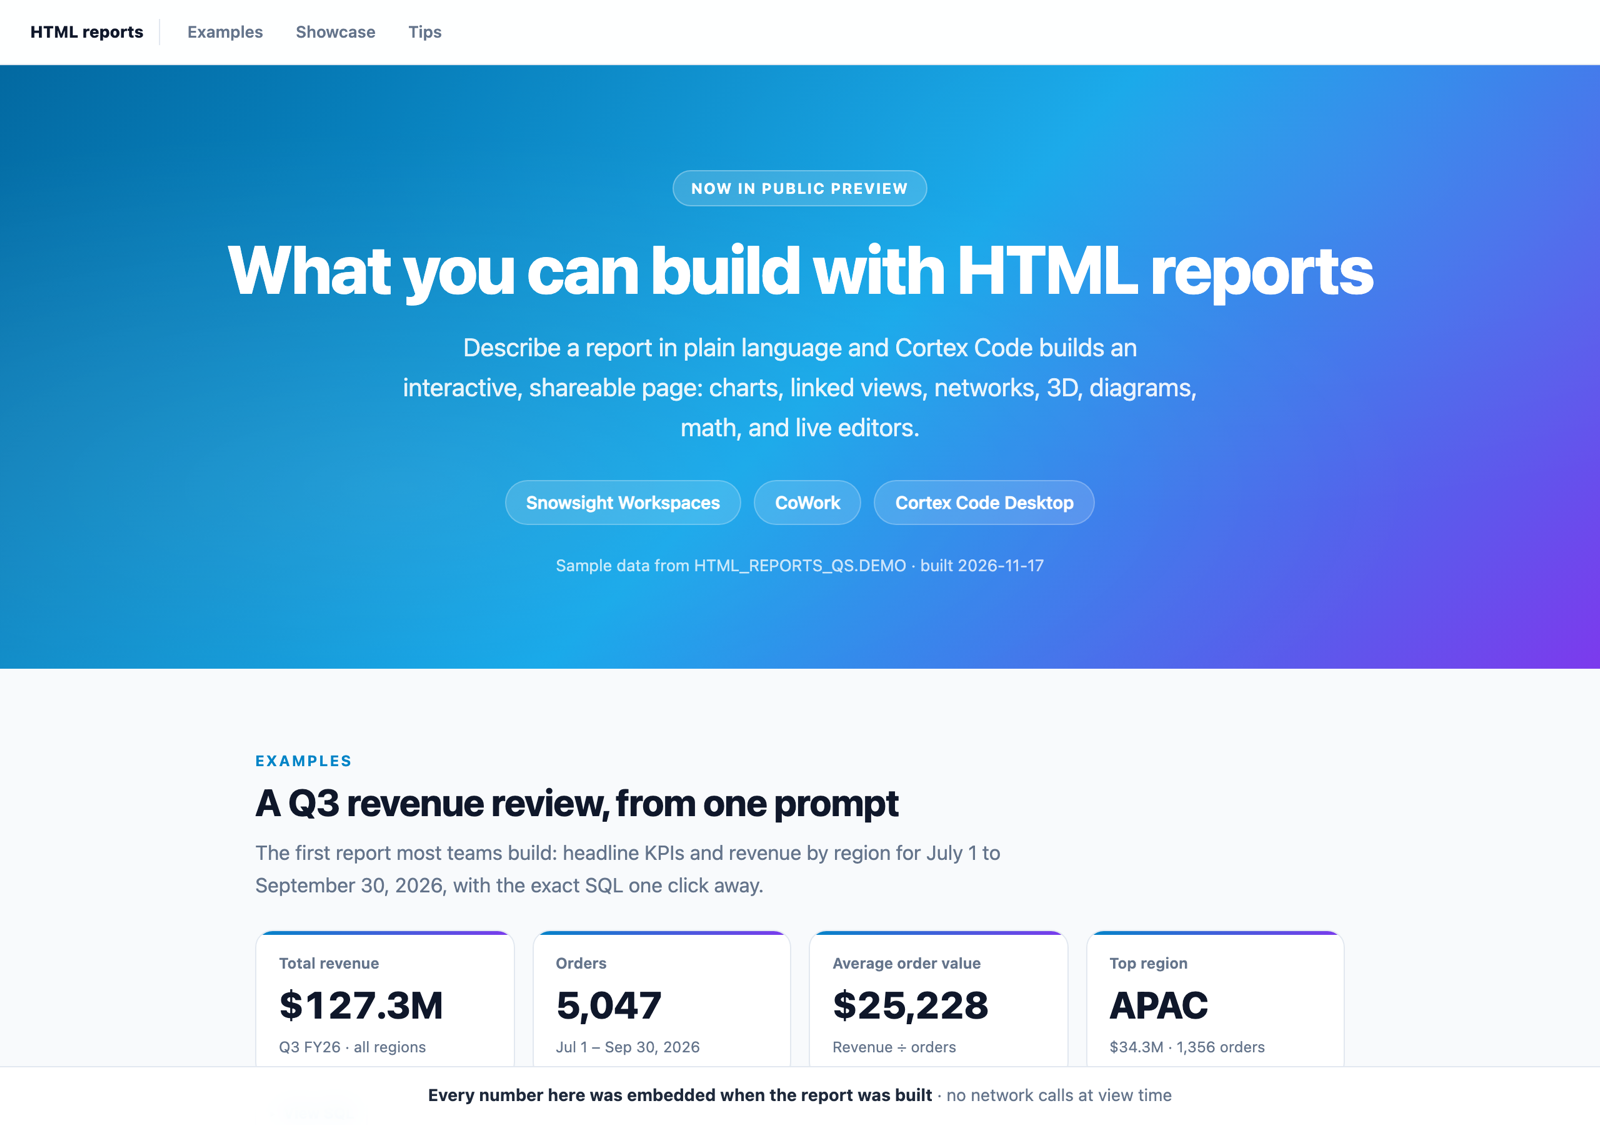 HTML reports
Examples
Showcase
Tips
NOW IN PUBLIC PREVIEW
What you can build with HTML reports
Describe a report in plain language and Cortex Code builds an
interactive, shareable page: charts, linked views, networks, 3D, diagrams,
math, and live editors.
Snowsight Workspaces
CoWork
Cortex Code Desktop
Sample data from HTML_REPORTS_QS.DEMO · built 2026-11-17
EXAMPLES
A Q3 revenue review, from one prompt
The first report most teams build: headline KPIs and revenue by region for July 1 to
September 30, 2026, with the exact SQL one click away.
Total revenue
$127.3M
Q3 FY26 · all regions
Orders
5,047
Jul 1 – Sep 30, 2026
Average order value
$25,228
Revenue ÷ orders
Top region
APAC
$34.3M · 1,356 orders
Every number here was embedded when the report was built · no network calls at view time